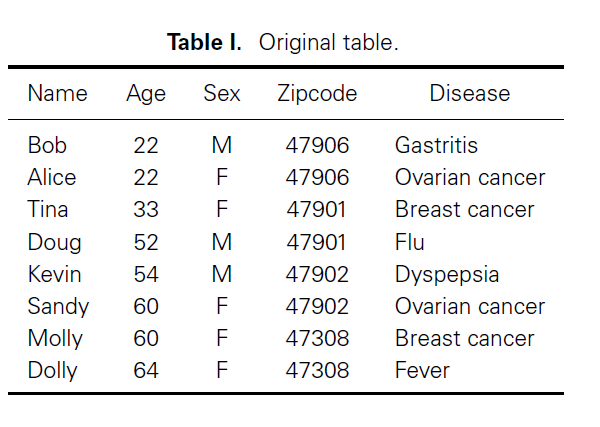 Table I. Original table.
Name Age Sex Zipcode Disease
Bob 22 M 47906 Gastritis
Alice 22 F 47906 Ovarian cancer
Tina 33 F 47901 Breast cancer
Doug 52 M 47901 Flu
Kevin 54 M 47902 Dyspepsia
Sandy 60 F 47902 Ovarian cancer
Molly 60 F 47308 Breast cancer
Dolly 64 F 47308 Fever